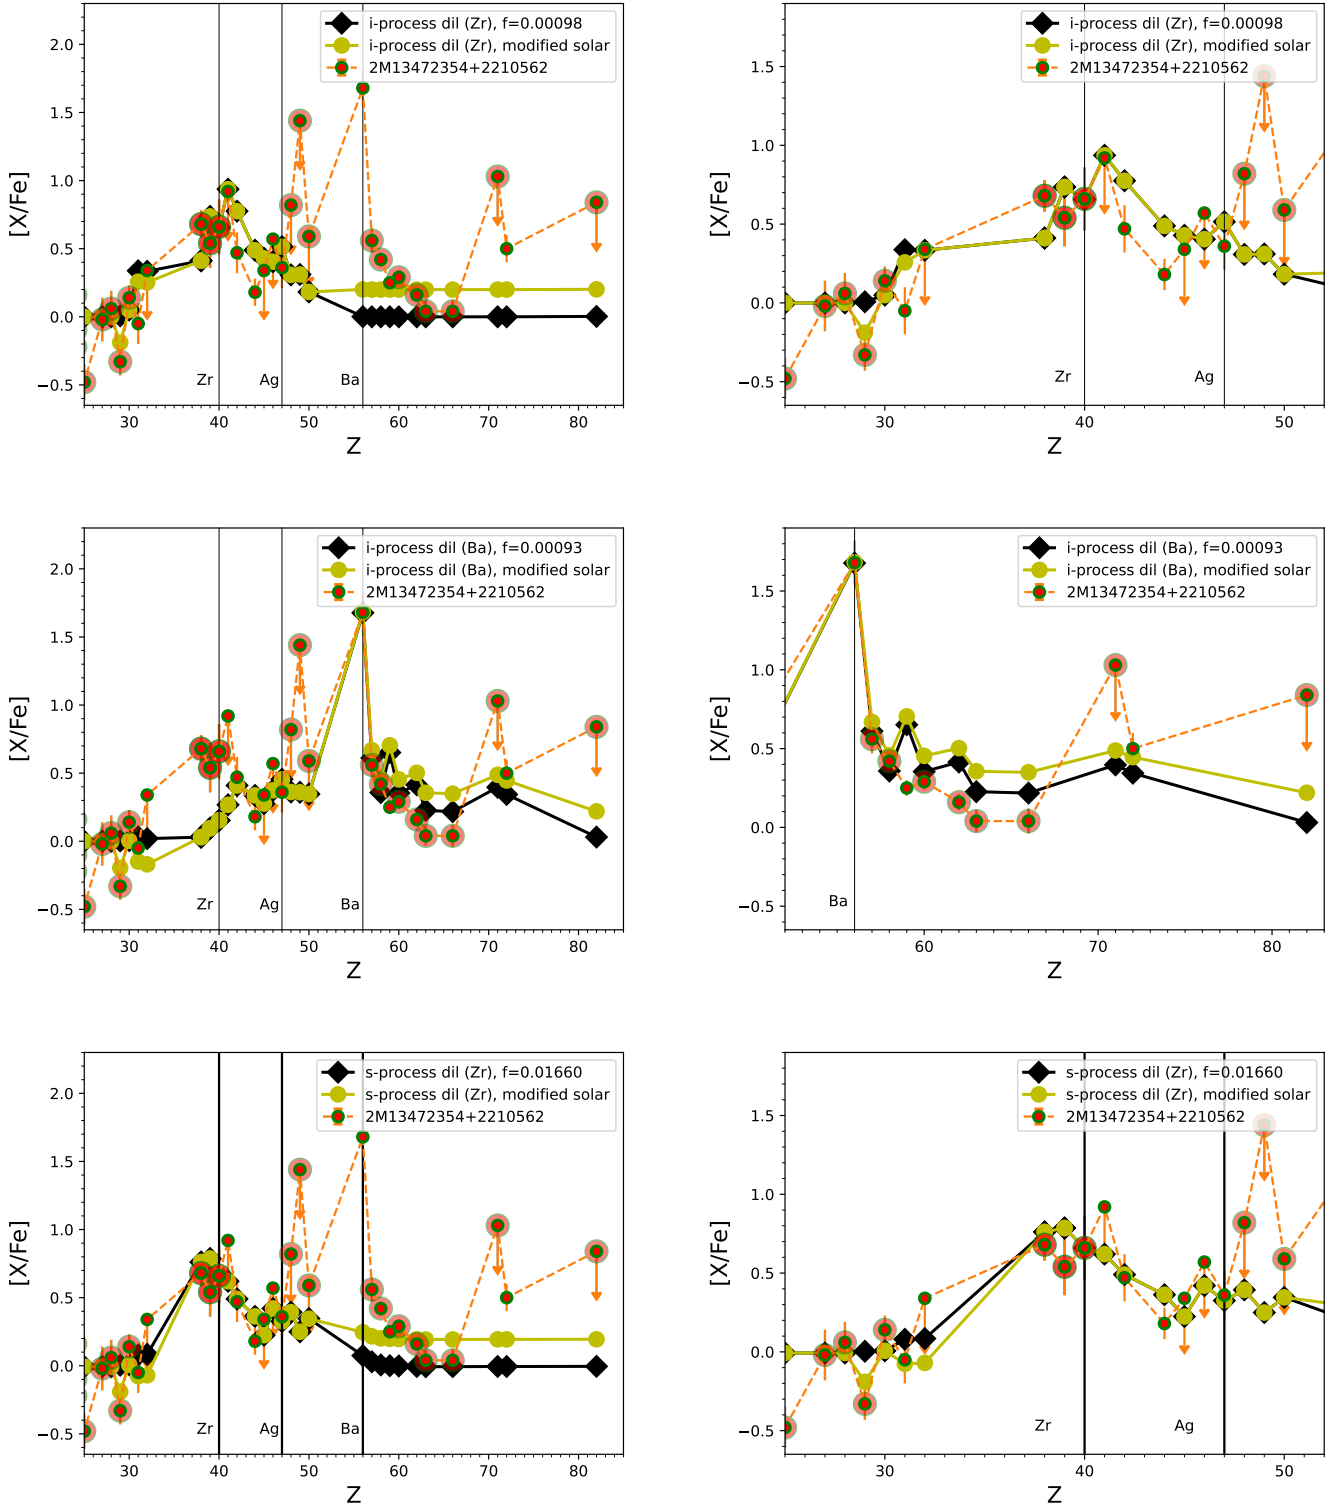 i-process dil (Zr), f=0.00098
i-process dil (Zr), modified solar
2M13472354+2210562
2.0
1.5
1.0
0.5
0.0
−0.5
[X/Fe]
Zr
Ag
Ba
30 40 50 60 70 80
Z
i-process dil (Zr), f=0.00098
i-process dil (Zr), modified solar
2M13472354+2210562
1.5
1.0
0.5
0.0
−0.5
[X/Fe]
Zr
Ag
30 40 50
Z
i-process dil (Ba), f=0.00093
i-process dil (Ba), modified solar
2M13472354+2210562
2.0
1.5
1.0
0.5
0.0
−0.5
[X/Fe]
Zr
Ag
Ba
30 40 50 60 70 80
Z
i-process dil (Ba), f=0.00093
i-process dil (Ba), modified solar
2M13472354+2210562
1.5
1.0
0.5
0.0
−0.5
[X/Fe]
Ba
60 70 80
Z
s-process dil (Zr), f=0.01660
s-process dil (Zr), modified solar
2M13472354+2210562
2.0
1.5
1.0
0.5
0.0
−0.5
[X/Fe]
Zr
Ag
Ba
30 40 50 60 70 80
Z
s-process dil (Zr), f=0.01660
s-process dil (Zr), modified solar
2M13472354+2210562
1.5
1.0
0.5
0.0
−0.5
[X/Fe]
Zr
Ag
30 40 50
Z